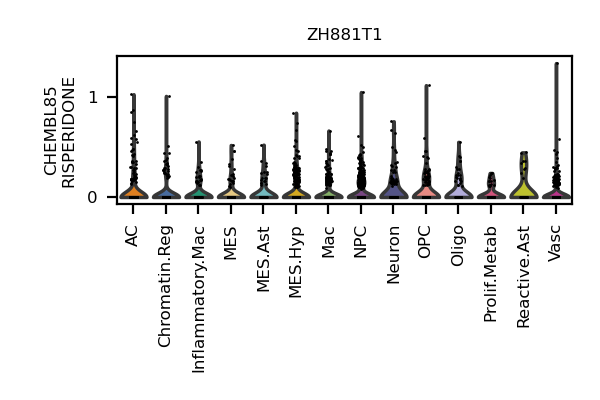 ZH881T1
CHEMBL85
RISPERIDONE
1
0
AC
Chromatin.Reg
Inflammatory.Mac
MES
MES.Ast
MES.Hyp
Mac
NPC
Neuron
OPC
Oligo
Prolif.Metab
Reactive.Ast
Vasc